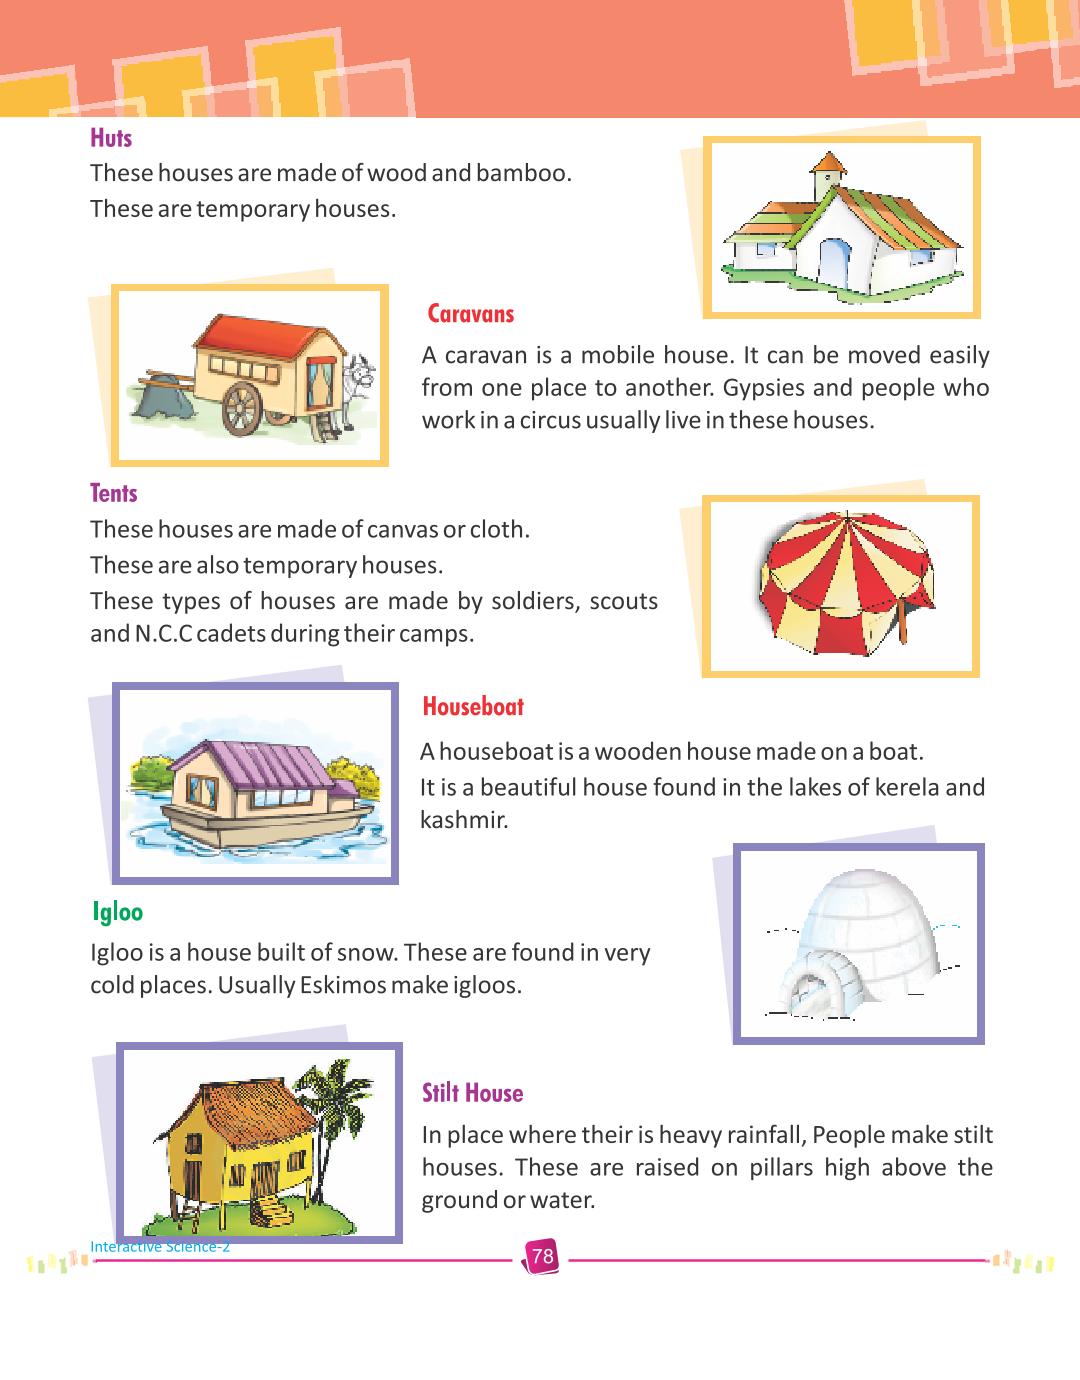 Huts
These houses are made of wood and bamboo.
These are temporary houses.
Caravans
A caravan is a mobile house. It can be moved easily
from one place to another. Gypsies and people who
work in a circus usually live in these houses.
Tents
These houses are made of canvas or cloth.
These are also temporary houses.
These types of houses are made by soldiers, scouts
and N.C.C cadets during their camps.
Houseboat
A houseboat is a wooden house made on a boat.
It is a beautiful house found in the lakes of kerela and
kashmir.
Igloo
Igloo is a house built of snow. These are found in very
cold places. Usually Eskimos make igloos.
Stilt House
In place where their is heavy rainfall, People make stilt
houses. These are raised on pillars high above the
ground or water.
Interactive Science-2
78